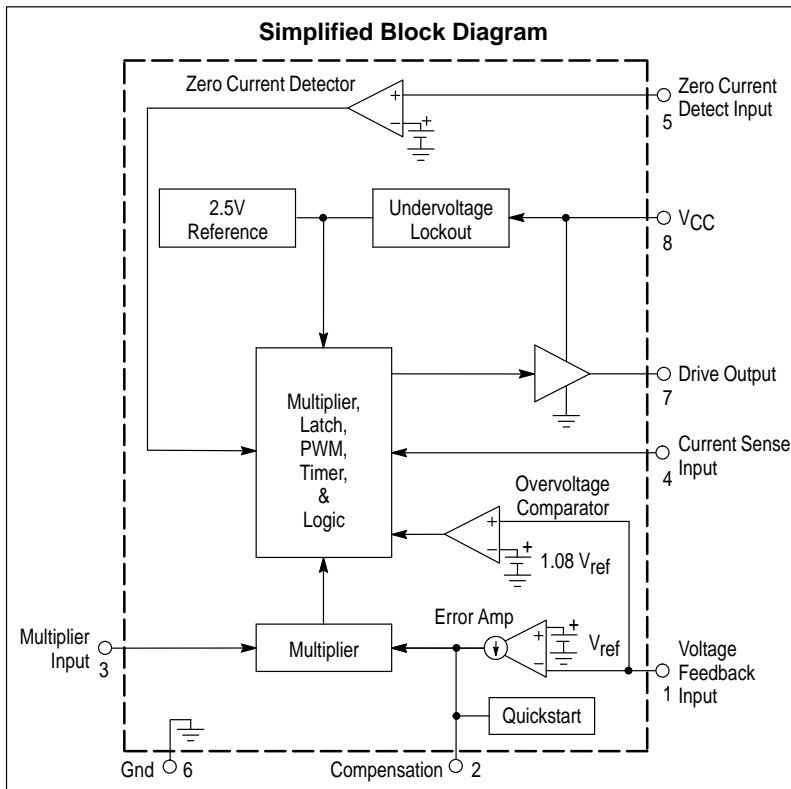 Simplified Block Diagram
Zero Current Detector
+
−
+
Zero Current
Detect Input
5
2.5V
Reference
Undervoltage
Lockout
VCC
8
Multiplier,
Latch,
PWM,
Timer,
&
Logic
Drive Output
7
Current Sense
Input
4
Overvoltage
Comparator
+
−
+
1.08 Vref
Error Amp
+
−
+
Vref
Multiplier
Input
3
Multiplier
Voltage
Feedback
Input
1
Quickstart
Gnd 6
Compensation 2